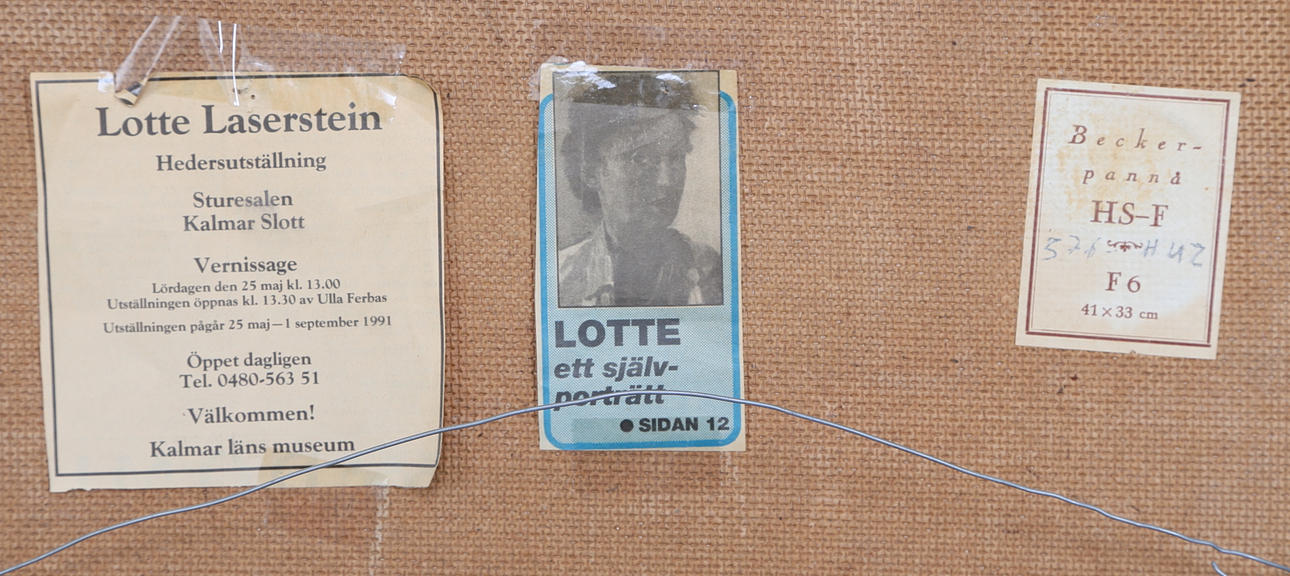 Lotte Laserstein
Hedersutställning
Sturesalen
Kalmar Slott
Vernissage
Lördagen den 25 maj kl. 13.00
Utställningen öppnas kl. 13.30 av Ulla Ferbas
Utställningen pågår 25 maj — 1 september 1991
Öppet dagligen
Tel. 0480-563 51
Välkommen!
Kalmar läns museum
LOTTE
ett själv-
porträtt
● SIDAN 12
Becker-
pannå
HS–F
F 6
41 × 33 cm